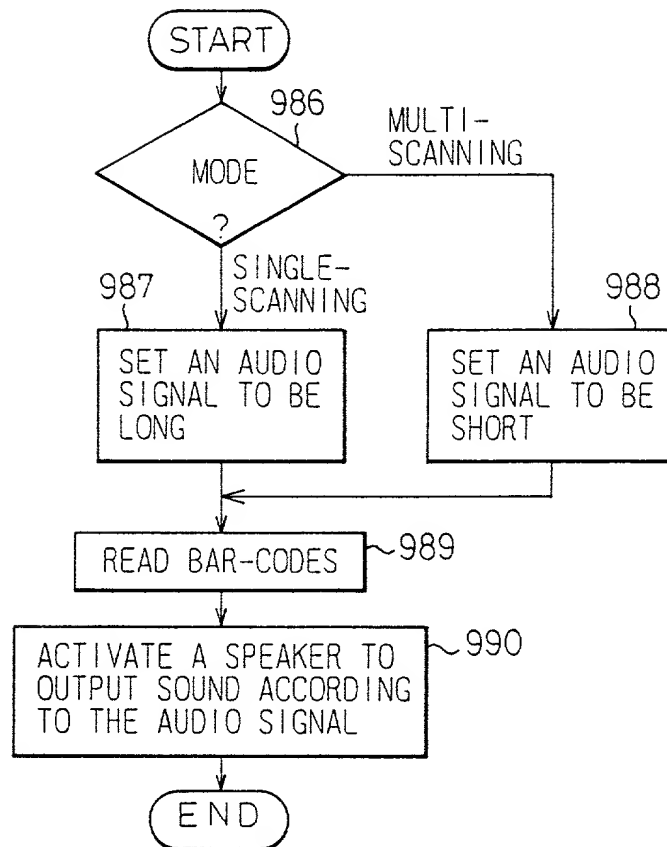 START
986
MODE
?
MULTI-
SCANNING
SINGLE-
SCANNING
987
SET AN AUDIO
SIGNAL TO BE
LONG
988
SET AN AUDIO
SIGNAL TO BE
SHORT
READ BAR-CODES
989
ACTIVATE A SPEAKER TO
OUTPUT SOUND ACCORDING
TO THE AUDIO SIGNAL
990
END